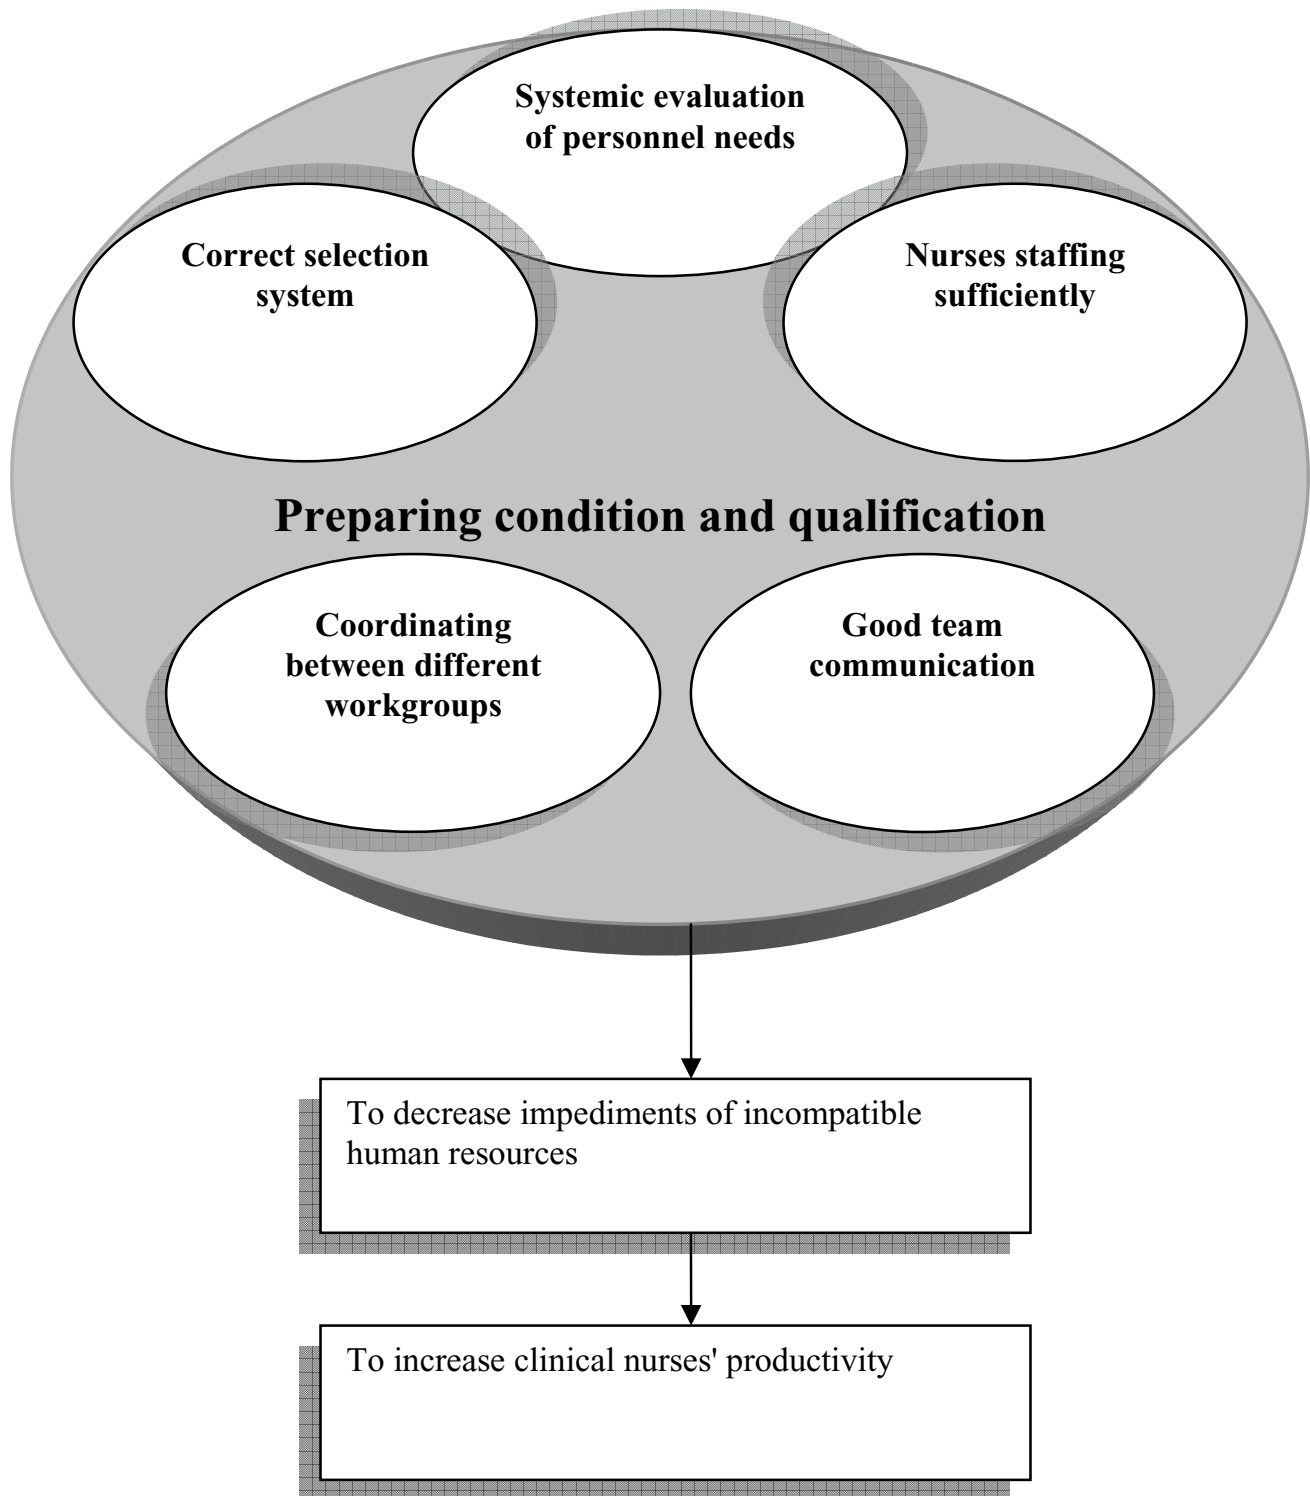 Systemic evaluation
of personnel needs
Correct selection
system
Nurses staffing
sufficiently
Preparing condition and qualification
Coordinating
between different
workgroups
Good team
communication
To decrease impediments of incompatible
human resources
To increase clinical nurses' productivity